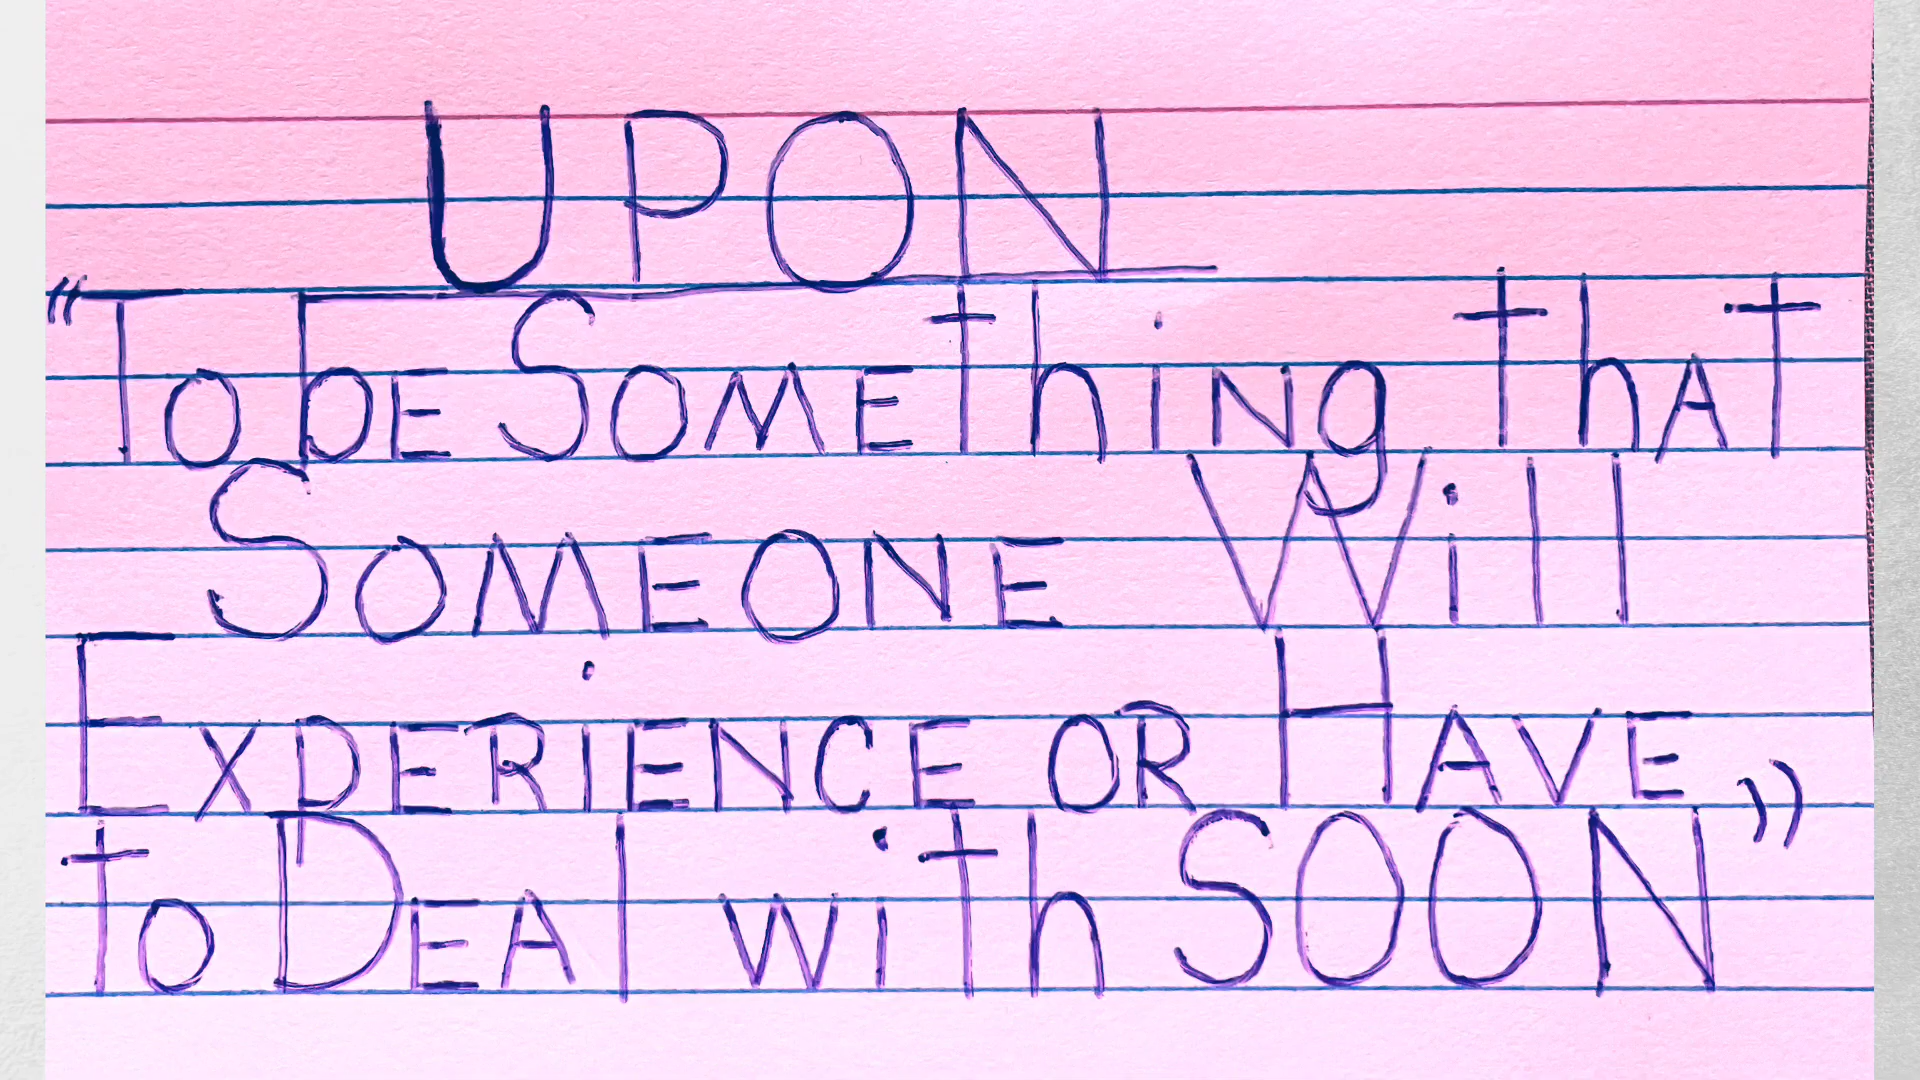 UPON
“To bE SOMEthiNg thAt
SOMEONE Will
EXPERiENCE OR HAVE
to DEAl with SOON”